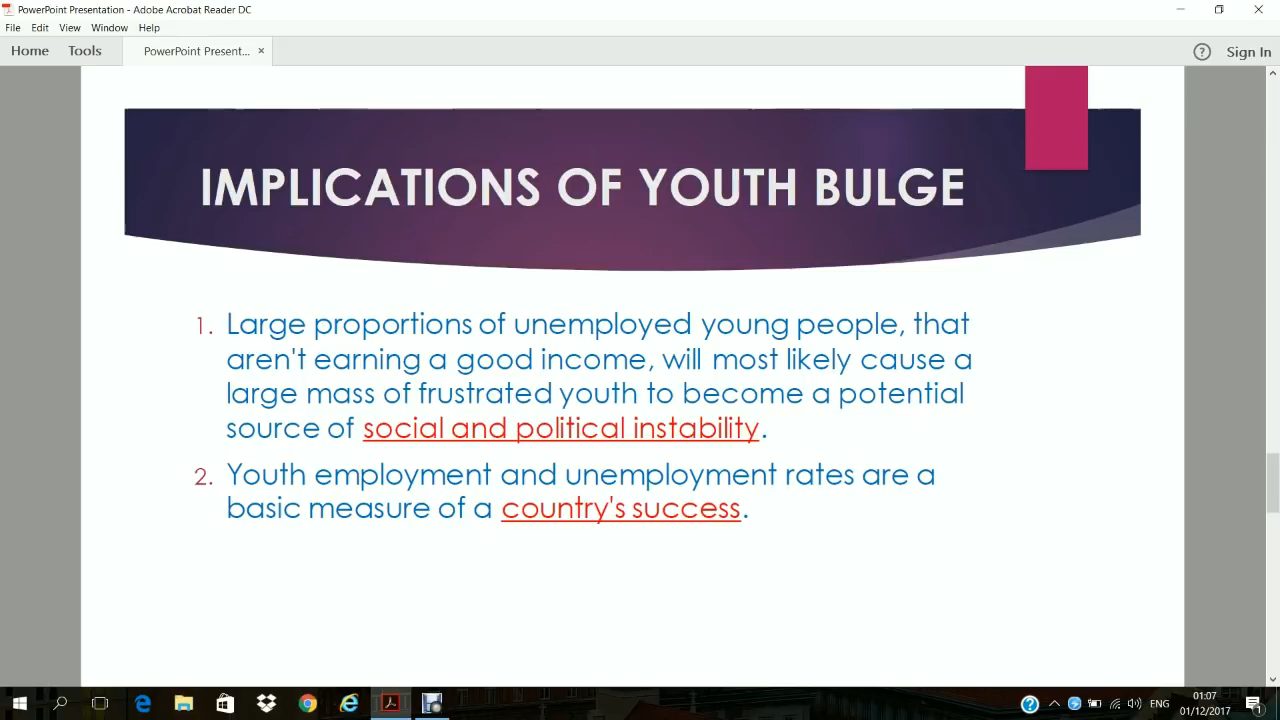 PowerPoint Presentation - Adobe Acrobat Reader DC
File Edit View Window Help
Home Tools PowerPoint Present... × ? Sign In
IMPLICATIONS OF YOUTH BULGE
1. Large proportions of unemployed young people, that
aren't earning a good income, will most likely cause a
large mass of frustrated youth to become a potential
source of social and political instability.
2. Youth employment and unemployment rates are a
basic measure of a country's success.
ENG
01:07
01/12/2017
1